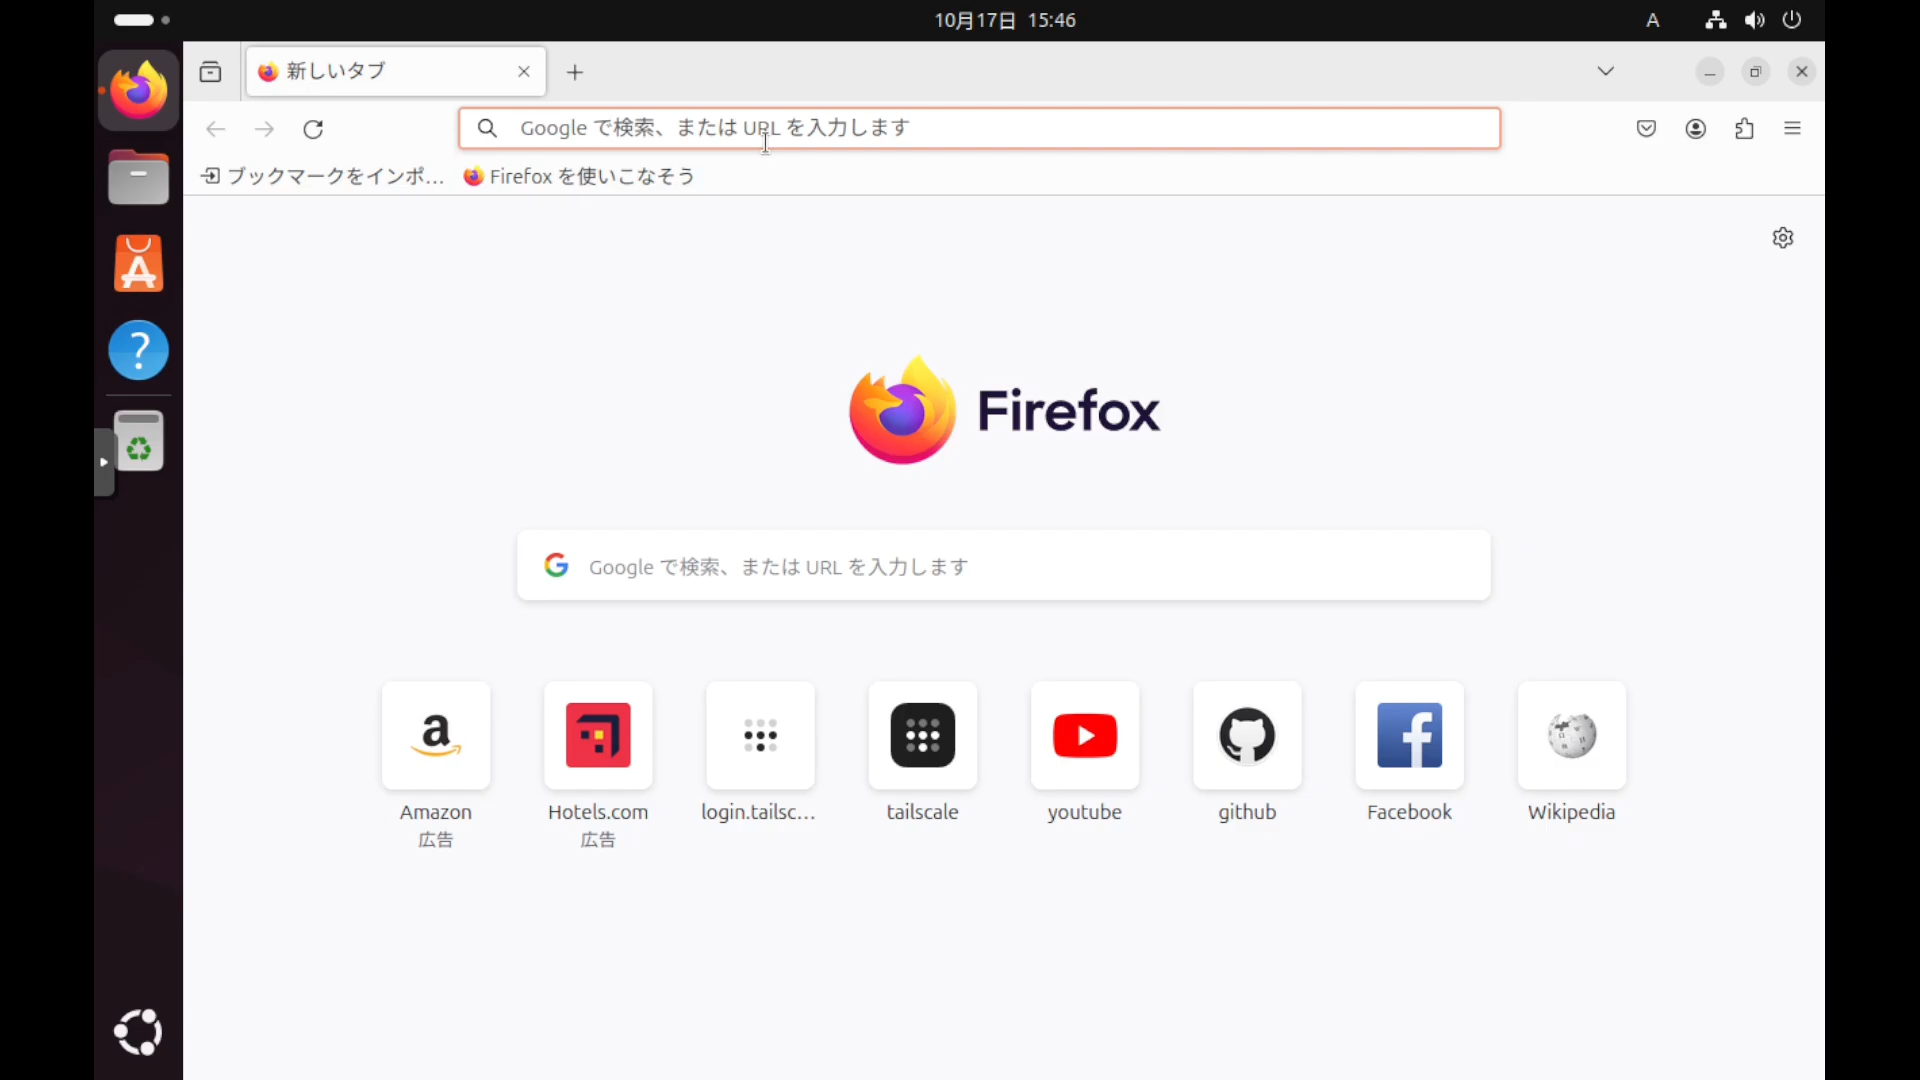 10月17日 15:46
A
新しいタブ
Google で検索、または URL を入力します
ブックマークをインポ... Firefox を使いこなそう
Firefox
Google で検索、または URL を入力します
Amazon Hotels.com login.tailsc... tailscale youtube github Facebook Wikipedia
広告 広告